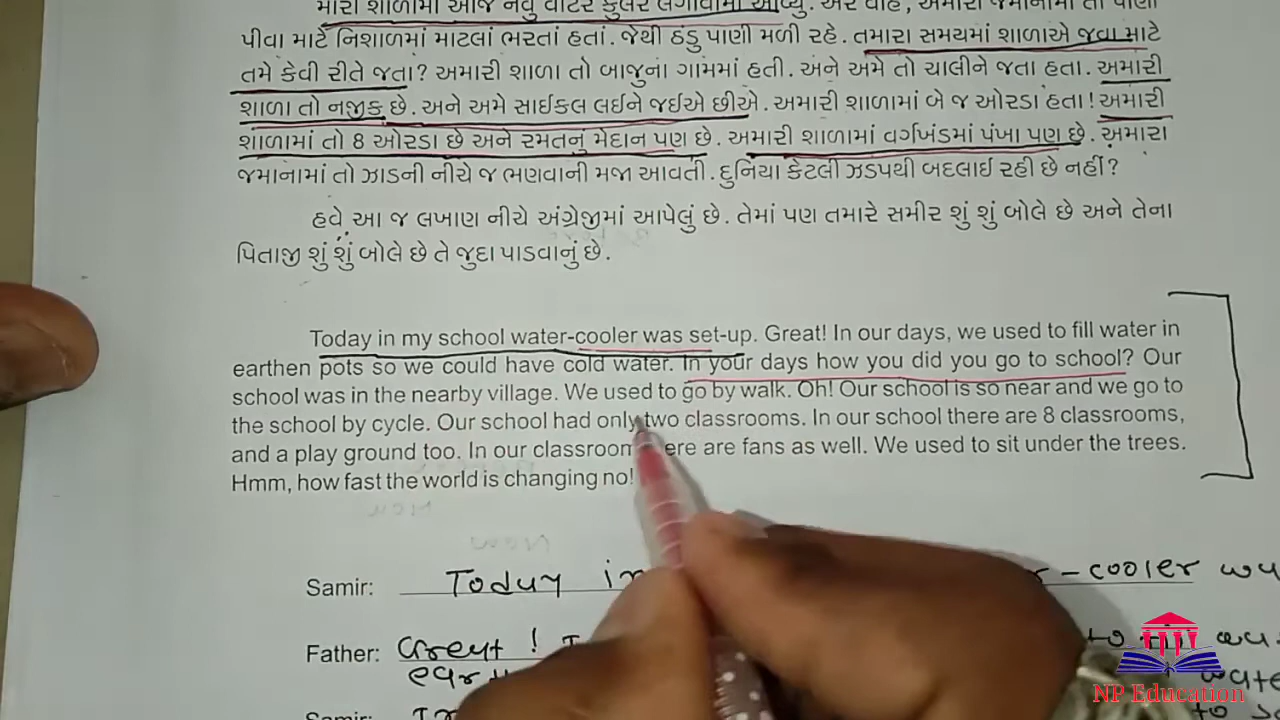 મારી શાળામાં આજે નવું વોટર કુલર લગાવામાં આવ્યું. અરે વાહ, અમારા જમાનામાં તો પાણી
પીવા માટે નિશાળમાં માટલાં ભરતાં હતાં. જેથી ઠંડુ પાણી મળી રહે. તમારા સમયમાં શાળાએ જવા માટે
તમે કેવી રીતે જતા? અમારી શાળા તો બાજુના ગામમાં હતી. અને અમે તો ચાલીને જતા હતા. અમારી
શાળા તો નજીક છે. અને અમે સાઈકલ લઈને જઈએ છીએ. અમારી શાળામાં બે જ ઓરડા હતા! અમારી
શાળામાં તો 8 ઓરડા છે અને રમતનું મેદાન પણ છે. અમારી શાળામાં વર્ગખંડમાં પંખા પણ છે. અમારા
જમાનામાં તો ઝાડની નીચે જ ભણવાની મજા આવતી. દુનિયા કેટલી ઝડપથી બદલાઈ રહી છે નહીં?
હવે આ જ લખાણ નીચે અંગ્રેજીમાં આપેલું છે. તેમાં પણ તમારે સમીર શું શું બોલે છે અને તેના
પિતાજી શું શું બોલે છે તે જુદા પાડવાનું છે.
Today in my school water-cooler was set-up. Great! In our days, we used to fill water in
earthen pots so we could have cold water. In your days how you did you go to school? Our
school was in the nearby village. We used to go by walk. Oh! Our school is so near and we go to
the school by cycle. Our school had only two classrooms. In our school there are 8 classrooms,
and a play ground too. In our classroom are fans as well. We used to sit under the trees.
Hmm, how fast the world is changing no!
Samir: Today in -cooler
Father: Great !
Samir:
NP Education